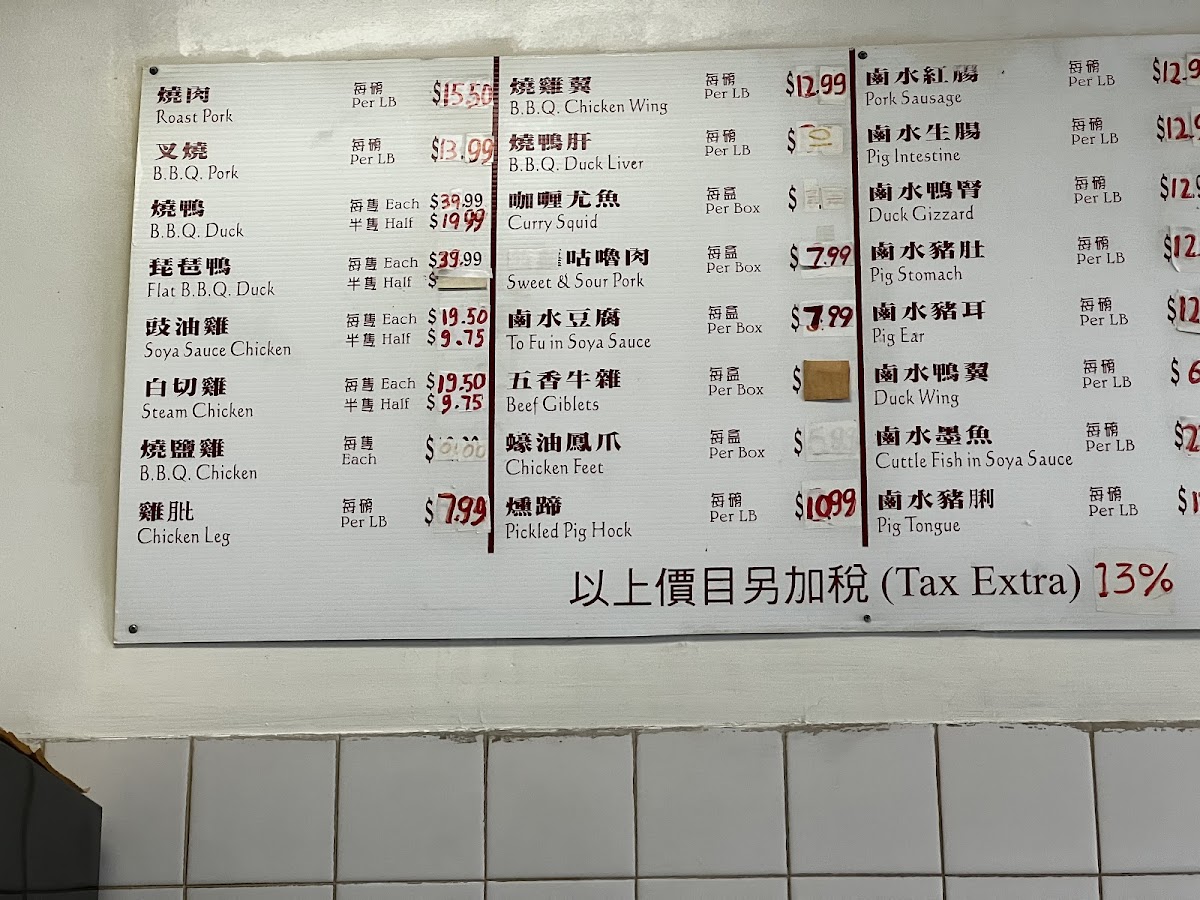 燒肉 每磅 $15.50
Roast Pork Per LB
叉燒 每磅 $13.99
B.B.Q. Pork Per LB
燒鴨 每隻 Each $39.99
B.B.Q. Duck 半隻 Half $19.99
琵琶鴨 每隻 Each $39.99
Flat B.B.Q. Duck 半隻 Half $
豉油雞 每隻 Each $19.50
Soya Sauce Chicken 半隻 Half $9.75
白切雞 每隻 Each $19.50
Steam Chicken 半隻 Half $9.75
燒鹽雞 每隻 $
B.B.Q. Chicken Each
雞肶 每磅 $7.99
Chicken Leg Per LB
燒雞翼 每磅 $12.99
B.B.Q. Chicken Wing Per LB
燒鴨肝 每磅 $
B.B.Q. Duck Liver Per LB
咖喱尤魚 每盒 $
Curry Squid Per Box
咕嚕肉 每盒 $7.99
Sweet & Sour Pork Per Box
鹵水豆腐 每盒 $7.99
To Fu in Soya Sauce Per Box
五香牛雜 每盒 $
Beef Giblets Per Box
蠔油鳳爪 每盒 $
Chicken Feet Per Box
燻蹄 每磅 $10.99
Pickled Pig Hock Per LB
鹵水紅腸 每磅 $12.9
Pork Sausage Per LB
鹵水生腸 每磅 $12.9
Pig Intestine Per LB
鹵水鴨腎 每磅 $12.9
Duck Gizzard Per LB
鹵水豬肚 每磅 $12.
Pig Stomach Per LB
鹵水豬耳 每磅 $12
Pig Ear Per LB
鹵水鴨翼 每磅 $6
Duck Wing Per LB
鹵水墨魚 每磅 $2
Cuttle Fish in Soya Sauce Per LB
鹵水豬脷 每磅 $1
Pig Tongue Per LB
以上價目另加稅 (Tax Extra) 13%